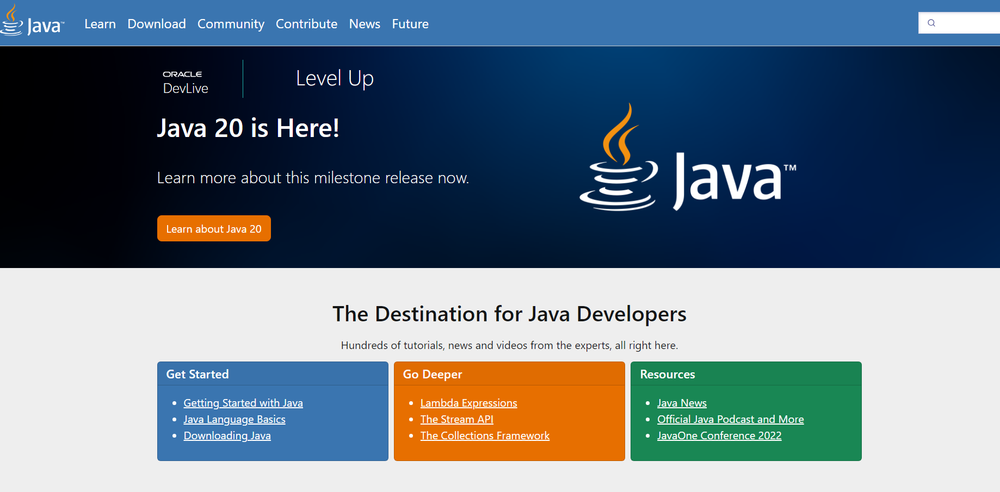 Java™ Learn Download Community Contribute News Future
ORACLE
DevLive
Level Up
Java 20 is Here!
Learn more about this milestone release now.
Learn about Java 20
Java™
The Destination for Java Developers
Hundreds of tutorials, news and videos from the experts, all right here.
Get Started
Getting Started with Java
Java Language Basics
Downloading Java
Go Deeper
Lambda Expressions
The Stream API
The Collections Framework
Resources
Java News
Official Java Podcast and More
JavaOne Conference 2022